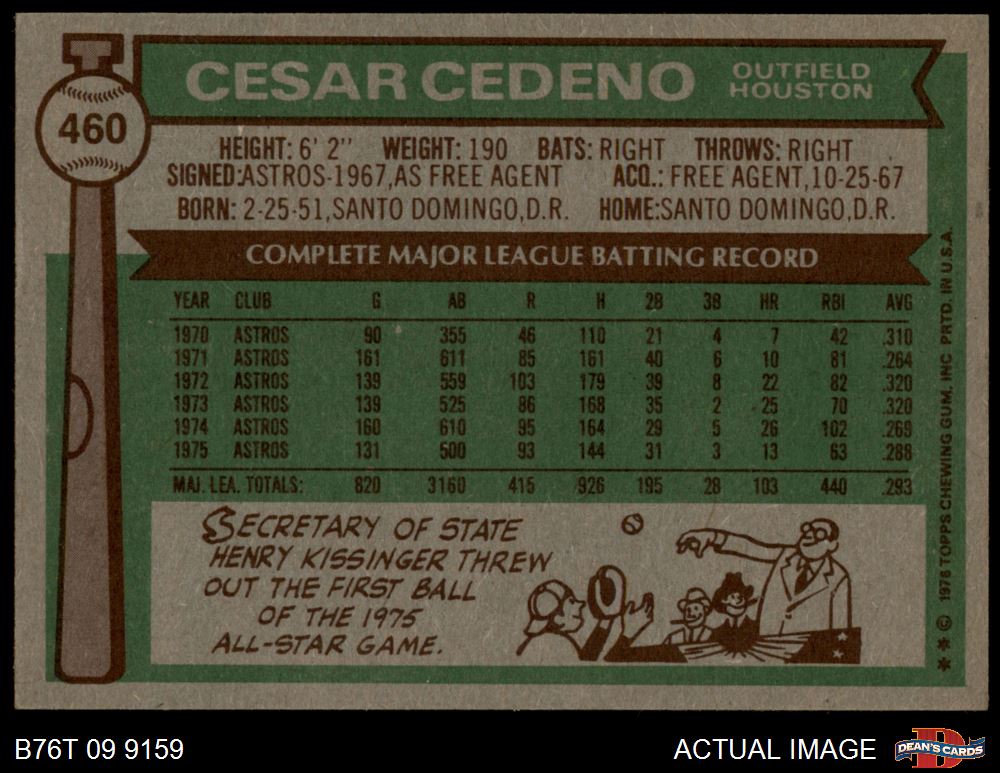 460
CESAR CEDENO
OUTFIELD
HOUSTON
HEIGHT: 6' 2" WEIGHT: 190 BATS: RIGHT THROWS: RIGHT
SIGNED:ASTROS-1967,AS FREE AGENT ACQ.: FREE AGENT,10-25-67
BORN: 2-25-51,SANTO DOMINGO,D.R. HOME:SANTO DOMINGO,D.R.
COMPLETE MAJOR LEAGUE BATTING RECORD
YEAR CLUB G AB R H 2B 3B HR RBI AVG
1970 ASTROS 90 355 46 110 21 4 7 42 .310
1971 ASTROS 161 611 85 161 40 6 10 81 .264
1972 ASTROS 139 559 103 179 39 8 22 82 .320
1973 ASTROS 139 525 86 168 35 2 25 70 .320
1974 ASTROS 160 610 95 164 29 5 26 102 .269
1975 ASTROS 131 500 93 144 31 3 13 63 .288
MAJ. LEA. TOTALS: 820 3160 415 926 195 28 103 440 .293
SECRETARY OF STATE
HENRY KISSINGER THREW
OUT THE FIRST BALL
OF THE 1975
ALL-STAR GAME.
** © 1976 TOPPS CHEWING GUM, INC PRTD. IN U.S.A.
B76T 09 9159
ACTUAL IMAGE
D
DEAN'S CARDS